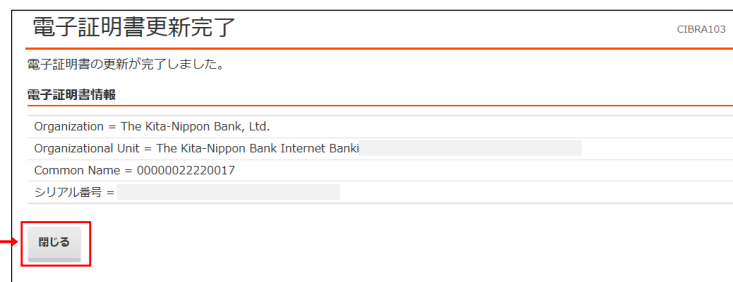 電子証明書更新完了
CIBRA103
電子証明書の更新が完了しました。
電子証明書情報
Organization = The Kita-Nippon Bank, Ltd.
Organizational Unit = The Kita-Nippon Bank Internet Banki
Common Name = 00000022220017
シリアル番号 =
閉じる